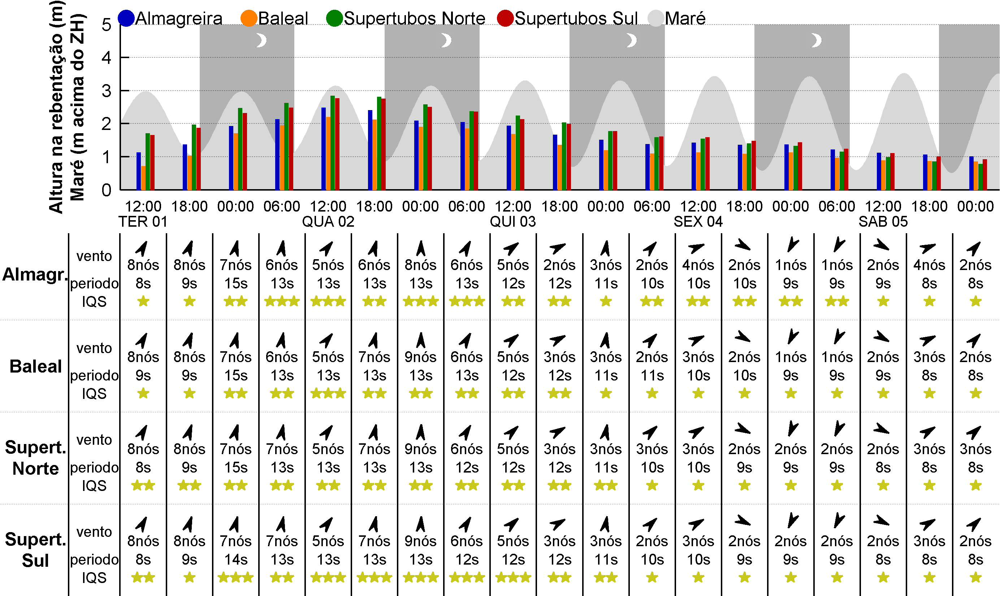 Almagreira Baleal Supertubos Norte Supertubos Sul Maré
Altura na rebentação (m)
Maré (m acima do ZH)
5
4
3
2
1
0
12:00 18:00 00:00 06:00 12:00 18:00 00:00 06:00 12:00 18:00 00:00 06:00 12:00 18:00 00:00 06:00 12:00 18:00 00:00
TER 01 QUA 02 QUI 03 SEX 04 SAB 05
Almagr.
vento
8nós 8nós 7nós 6nós 5nós 6nós 8nós 6nós 5nós 2nós 3nós 2nós 4nós 2nós 1nós 1nós 2nós 4nós 2nós
periodo 8s 9s 15s 13s 13s 13s 13s 13s 12s 12s 11s 10s 10s 10s 9s 9s 9s 8s 8s
IQS
Baleal
vento
8nós 8nós 7nós 6nós 5nós 7nós 9nós 6nós 5nós 3nós 3nós 2nós 3nós 2nós 1nós 1nós 2nós 3nós 2nós
periodo 9s 9s 15s 13s 13s 13s 13s 13s 12s 12s 11s 11s 10s 10s 9s 9s 9s 8s 8s
IQS
Supert.
Norte
vento
8nós 8nós 7nós 7nós 5nós 7nós 9nós 6nós 5nós 3nós 3nós 3nós 3nós 2nós 2nós 2nós 2nós 3nós 3nós
periodo 8s 9s 15s 13s 13s 13s 13s 12s 12s 12s 11s 10s 10s 9s 9s 9s 8s 8s 8s
IQS
Supert.
Sul
vento
8nós 8nós 7nós 7nós 5nós 7nós 9nós 6nós 5nós 3nós 3nós 2nós 3nós 2nós 2nós 2nós 2nós 3nós 2nós
periodo 8s 9s 14s 13s 13s 13s 13s 12s 12s 12s 11s 10s 10s 9s 9s 9s 8s 8s 8s
IQS